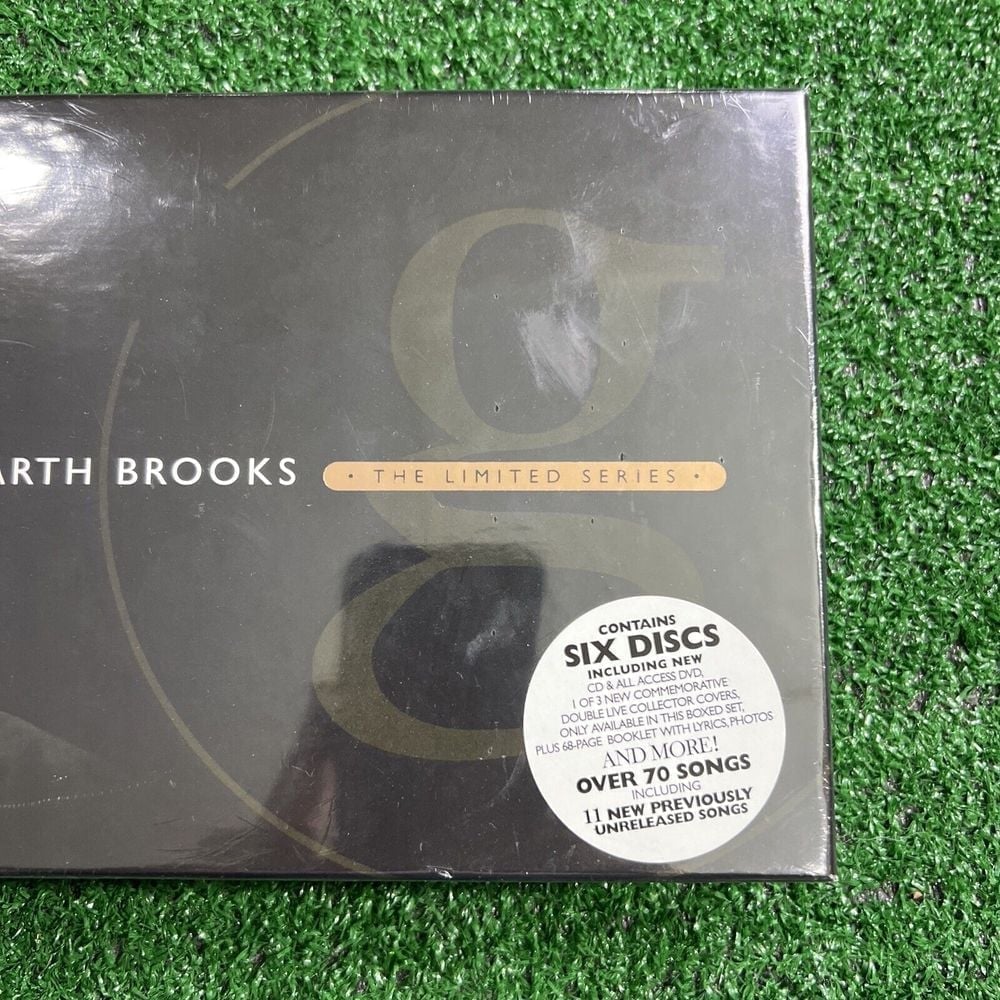 ARTH BROOKS
• THE LIMITED SERIES •
g
CONTAINS
SIX DISCS
INCLUDING NEW
CD & ALL ACCESS DVD,
1 OF 3 NEW COMMEMORATIVE
DOUBLE LIVE COLLECTOR COVERS,
ONLY AVAILABLE IN THIS BOXED SET,
PLUS 68-PAGE BOOKLET WITH LYRICS, PHOTOS
AND MORE!
OVER 70 SONGS
INCLUDING
11 NEW PREVIOUSLY
UNRELEASED SONGS